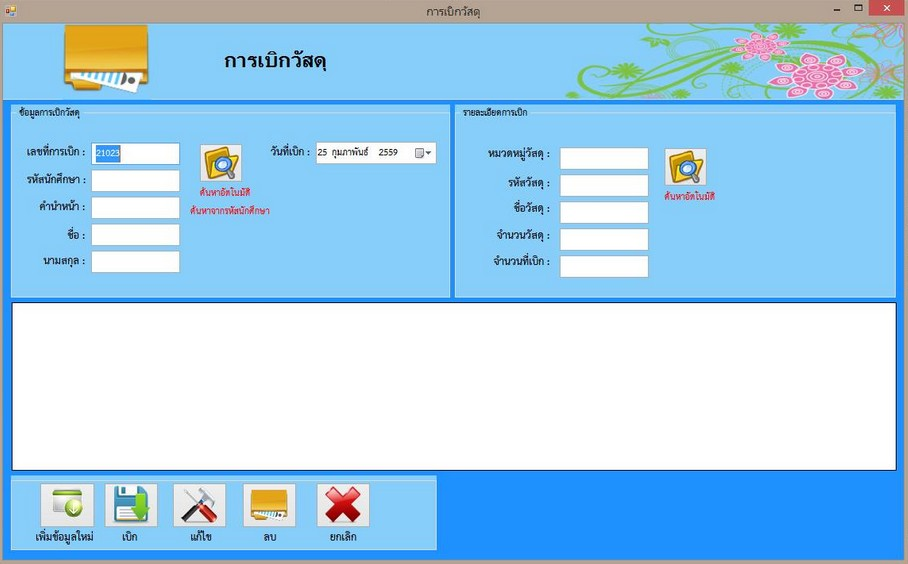 การเบิกวัสดุ
การเบิกวัสดุ
ข้อมูลการเบิกวัสดุ
เลขที่การเบิก : 21023
วันที่เบิก : 25 กุมภาพันธ์ 2559
รหัสนักศึกษา :
ค้นหาอัตโนมัติ
คำนำหน้า :
ค้นหาจากรหัสนักศึกษา
ชื่อ :
นามสกุล :
รายละเอียดการเบิก
หมวดหมู่วัสดุ :
รหัสวัสดุ :
ค้นหาอัตโนมัติ
ชื่อวัสดุ :
จำนวนวัสดุ :
จำนวนที่เบิก :
เพิ่มข้อมูลใหม่ เบิก แก้ไข ลบ ยกเลิก